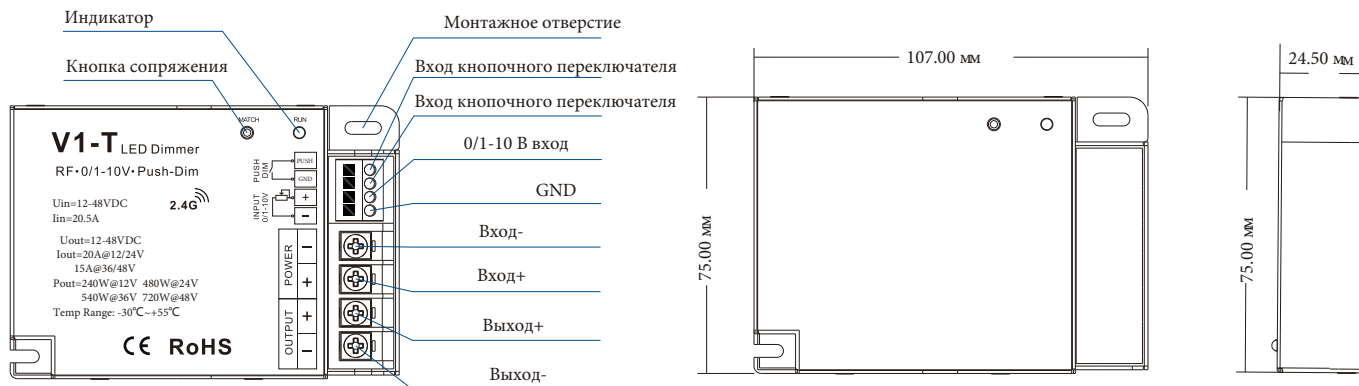 Индикатор
Кнопка сопряжения
Монтажное отверстие
Вход кнопочного переключателя
Вход кнопочного переключателя
0/1-10 В вход
GND
Вход-
Вход+
Выход+
Выход-
MATCH
RUN
V1-T LED Dimmer
RF•0/1-10V•Push-Dim
Uin=12-48VDC
Iin=20.5A
2.4G
Uout=12-48VDC
Iout=20A@12/24V
15A@36/48V
Pout=240W@12V 480W@24V
540W@36V 720W@48V
Temp Range: -30℃~+55℃
CE RoHS
PUSH
DIM
PUSH
GND
INPUT
0/1-10V
+
−
POWER
−
+
OUTPUT
+
−
107.00 мм
75.00 мм
24.50 мм
75.00 мм